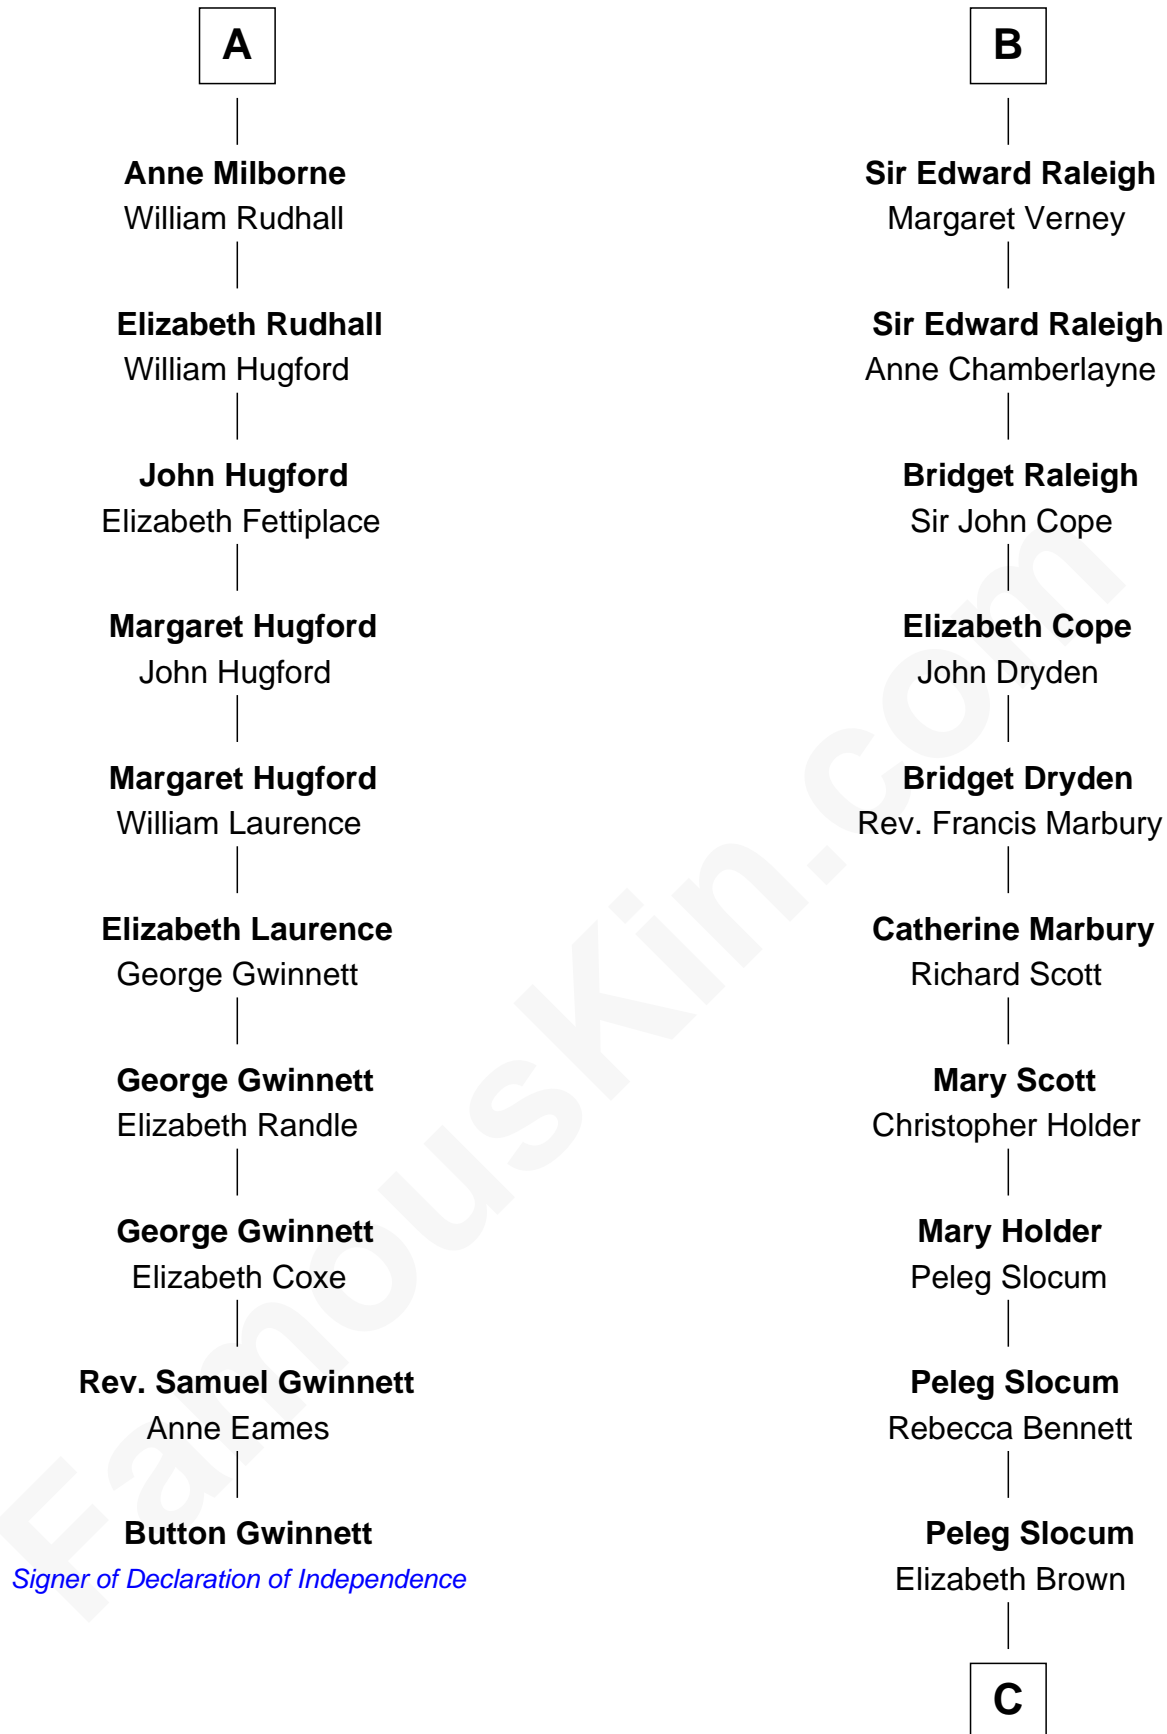 A
Anne Milborne
William Rudhall
Elizabeth Rudhall
William Hugford
John Hugford
Elizabeth Fettiplace
Margaret Hugford
John Hugford
Margaret Hugford
William Laurence
Elizabeth Laurence
George Gwinnett
George Gwinnett
Elizabeth Randle
George Gwinnett
Elizabeth Coxe
Rev. Samuel Gwinnett
Anne Eames
Button Gwinnett
Signer of Declaration of Independence
B
Sir Edward Raleigh
Margaret Verney
Sir Edward Raleigh
Anne Chamberlayne
Bridget Raleigh
Sir John Cope
Elizabeth Cope
John Dryden
Bridget Dryden
Rev. Francis Marbury
Catherine Marbury
Richard Scott
Mary Scott
Christopher Holder
Mary Holder
Peleg Slocum
Peleg Slocum
Rebecca Bennett
Peleg Slocum
Elizabeth Brown
C
FamousKin.com